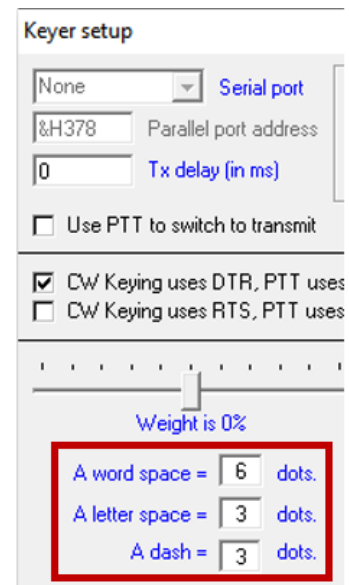 Keyer setup
None Serial port
&H378 Parallel port address
0 Tx delay (in ms)
Use PTT to switch to transmit
CW Keying uses DTR, PTT uses
CW Keying uses RTS, PTT uses
Weight is 0%
A word space = 6 dots.
A letter space = 3 dots.
A dash = 3 dots.